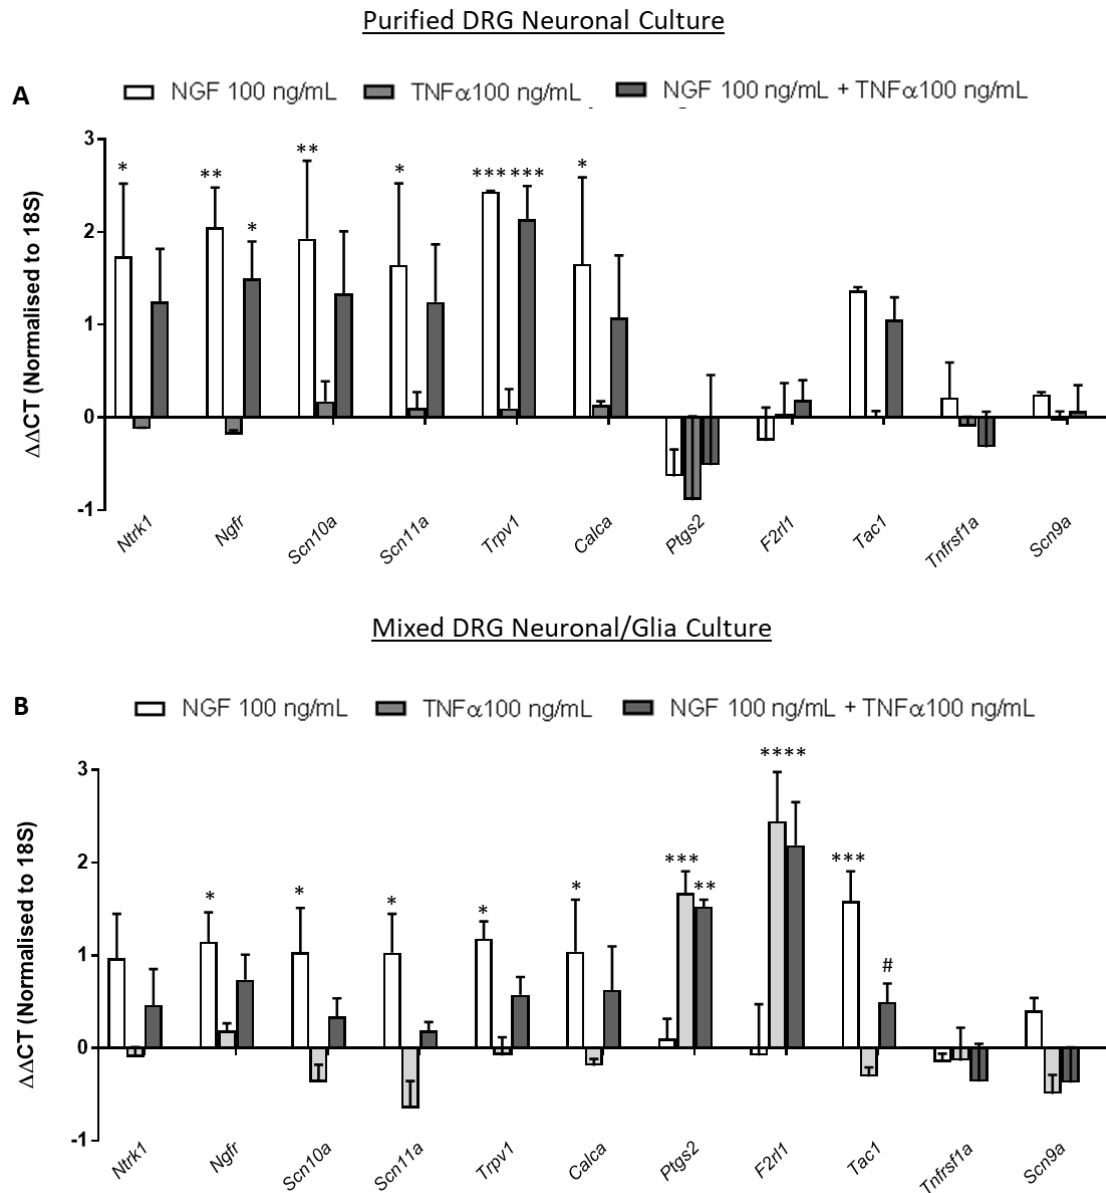 Purified DRG Neuronal Culture
A
NGF 100 ng/mL TNFα100 ng/mL NGF 100 ng/mL + TNFα100 ng/mL
ΔΔCT (Normalised to 18S)
3
2
1
0
-1
* ** * ** * *** *** *
Ntrk1 Ngfr Scn10a Scn11a Trpv1 Calca Ptgs2 F2rl1 Tac1 Tnfrsf1a Scn9a
Mixed DRG Neuronal/Glia Culture
B
NGF 100 ng/mL TNFα100 ng/mL NGF 100 ng/mL + TNFα100 ng/mL
ΔΔCT (Normalised to 18S)
3
2
1
0
-1
* * * * * *** ** **** *** #
Ntrk1 Ngfr Scn10a Scn11a Trpv1 Calca Ptgs2 F2rl1 Tac1 Tnfrsf1a Scn9a